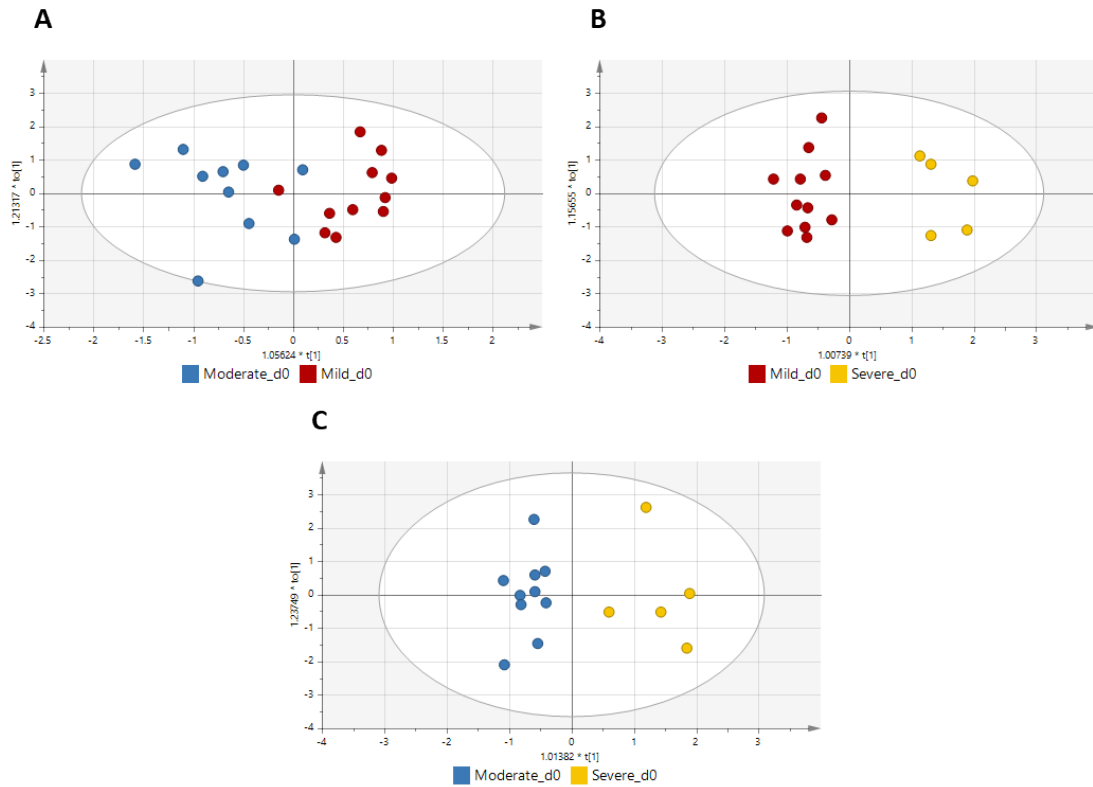 A
3
2
1
0
-1
-2
-3
-4
-2.5 -2 -1.5 -1 -0.5 0 0.5 1 1.5 2
1.21317 * to[1]
1.05624 * t[1]
Moderate_d0 Mild_d0
B
3
2
1
0
-1
-2
-3
-4
-4 -3 -2 -1 0 1 2 3 4
1.15655 * to[1]
1.00739 * t[1]
Mild_d0 Severe_d0
C
3
2
1
0
-1
-2
-3
-4
-4 -3 -2 -1 0 1 2 3
1.23749 * to[1]
1.01382 * t[1]
Moderate_d0 Severe_d0